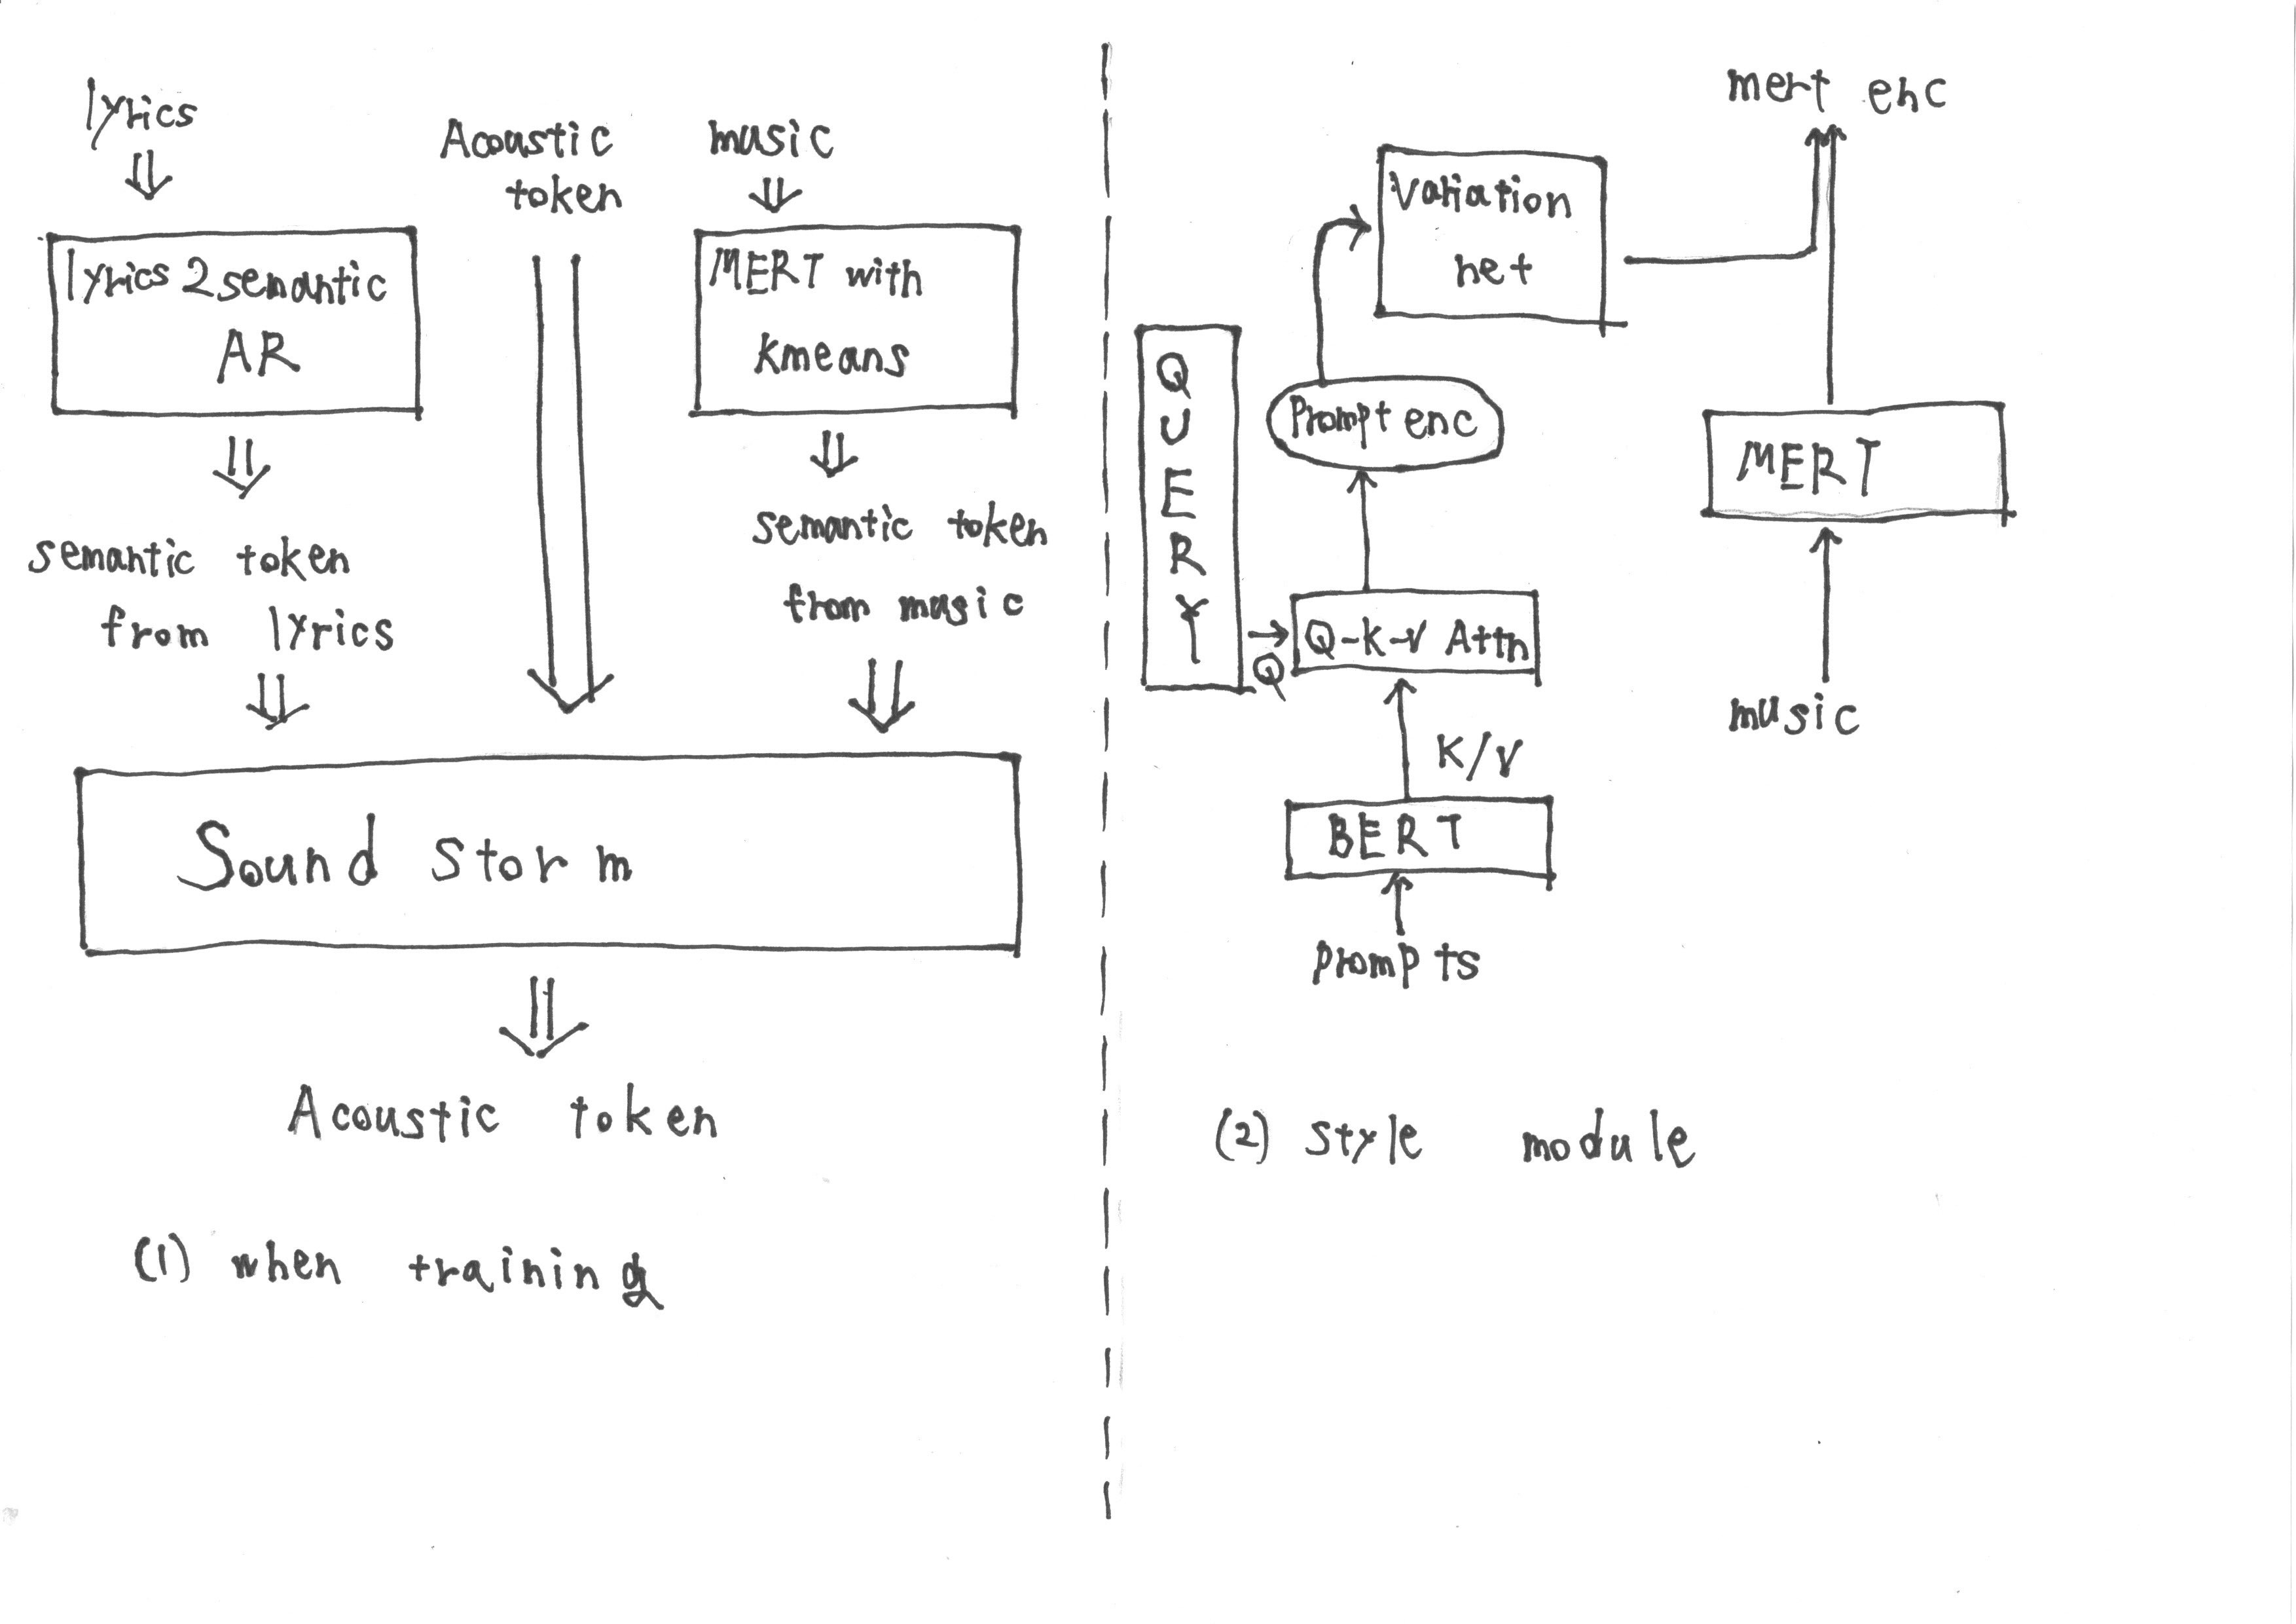 lyrics
Acoustic
token
music
lyrics 2 semantic
AR
MERT with
kmeans
semantic token
from lyrics
semantic token
from music
Sound Storm
Acoustic token
(1) when training
mert enc
Variation
net
QUERY
Prompt enc
MERT
Q-K-V Attn
Q
music
K/V
BERT
prompts
(2) style module